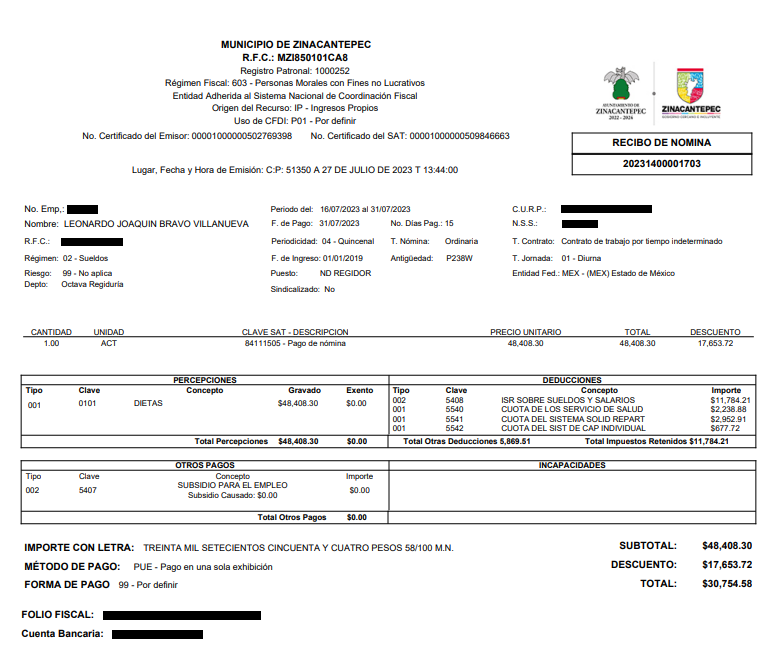 MUNICIPIO DE ZINACANTEPEC
R.F.C.: MZI850101CA8
Registro Patronal: 1000252
Régimen Fiscal: 603 - Personas Morales con Fines no Lucrativos
Entidad Adherida al Sistema Nacional de Coordinación Fiscal
Origen del Recurso: IP - Ingresos Propios
Uso de CFDI: P01 - Por definir
No. Certificado del Emisor: 00001000000502769398 No. Certificado del SAT: 00001000000509846663
AYUNTAMIENTO DE
ZINACANTEPEC
2022 - 2024
ZINACANTEPEC
RECIBO DE NOMINA
20231400001703
Lugar, Fecha y Hora de Emisión: C:P: 51350 A 27 DE JULIO DE 2023 T 13:44:00
No. Emp,: Periodo del: 16/07/2023 al 31/07/2023 C.U.R.P.:
Nombre: LEONARDO JOAQUIN BRAVO VILLANUEVA F. de Pago: 31/07/2023 No. Días Pag.: 15 N.S.S.:
R.F.C.: Periodicidad: 04 - Quincenal T. Nómina: Ordinaria T. Contrato: Contrato de trabajo por tiempo indeterminado
Régimen: 02 - Sueldos F. de Ingreso: 01/01/2019 Antigüedad: P238W T. Jornada: 01 - Diurna
Riesgo: 99 - No aplica Puesto: ND REGIDOR Entidad Fed.: MEX - (MEX) Estado de México
Depto: Octava Regiduría Sindicalizado: No
CANTIDAD UNIDAD CLAVE SAT - DESCRIPCION PRECIO UNITARIO TOTAL DESCUENTO
1.00 ACT 84111505 - Pago de nómina 48,408.30 48,408.30 17,653.72
PERCEPCIONES DEDUCCIONES
Tipo Clave Concepto Gravado Exento Tipo Clave Concepto Importe
001 0101 DIETAS $48,408.30 $0.00 002 5408 ISR SOBRE SUELDOS Y SALARIOS $11,784.21
001 5540 CUOTA DE LOS SERVICIO DE SALUD $2,238.88
001 5541 CUOTA DEL SISTEMA SOLID REPART $2,952.91
001 5542 CUOTA DEL SIST DE CAP INDIVIDUAL $677.72
Total Percepciones $48,408.30 $0.00 Total Otras Deducciones 5,869.51 Total Impuestos Retenidos $11,784.21
OTROS PAGOS INCAPACIDADES
Tipo Clave Concepto Importe
002 5407 SUBSIDIO PARA EL EMPLEO $0.00
Subsidio Causado: $0.00
Total Otros Pagos $0.00
IMPORTE CON LETRA: TREINTA MIL SETECIENTOS CINCUENTA Y CUATRO PESOS 58/100 M.N. SUBTOTAL: $48,408.30
MÉTODO DE PAGO: PUE - Pago en una sola exhibición DESCUENTO: $17,653.72
FORMA DE PAGO 99 - Por definir TOTAL: $30,754.58
FOLIO FISCAL:
Cuenta Bancaria: